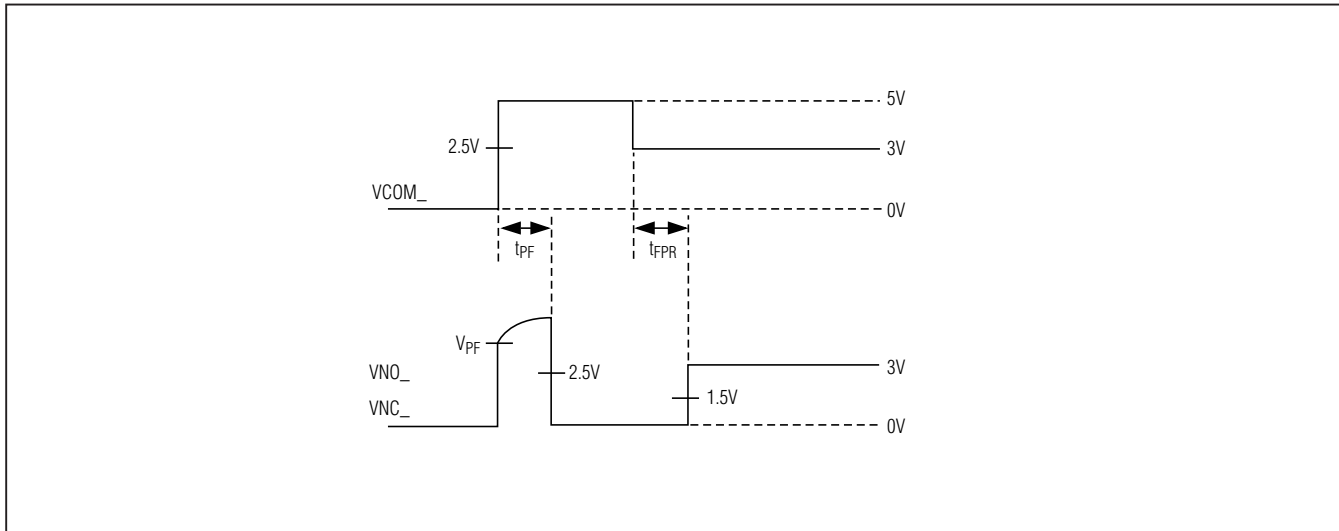 5V
2.5V
3V
VCOM_
0V
tPF
tFPR
VPF
VNO_
2.5V
3V
VNC_
1.5V
0V